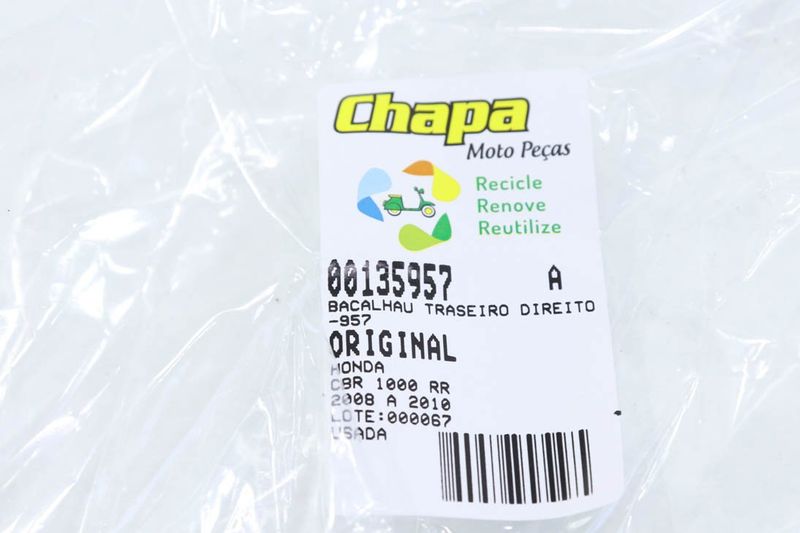 Chapa
Moto Peças
Recicle
Renove
Reutilize
00135957 A
BACALHAU TRASEIRO DIREITO
-957
ORIGINAL
HONDA
CBR 1000 RR
2008 A 2010
LOTE:000067
USADA